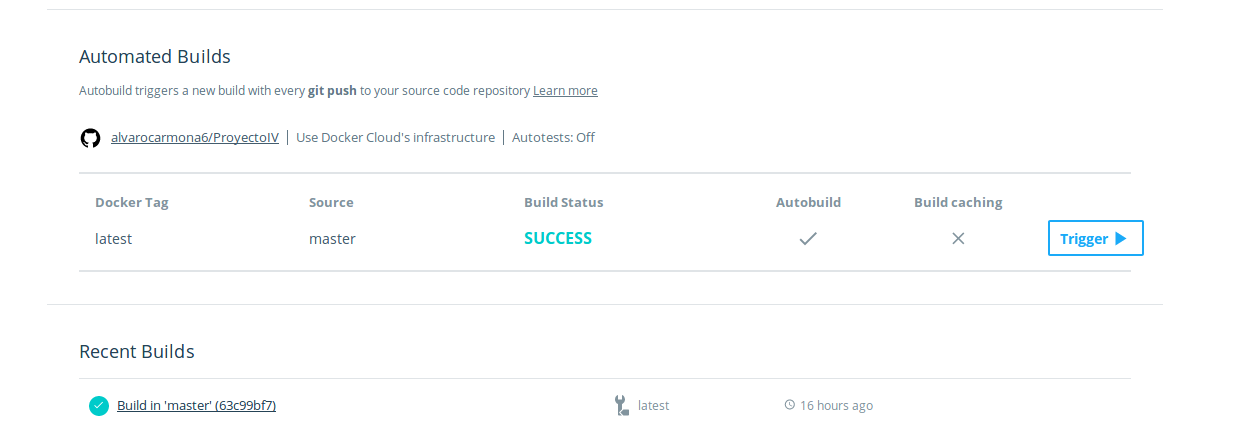 Automated Builds
Autobuild triggers a new build with every git push to your source code repository Learn more
alvarocarmona6/ProyectoIV | Use Docker Cloud's infrastructure | Autotests: Off
Docker Tag Source Build Status Autobuild Build caching
latest master SUCCESS Trigger
Recent Builds
Build in 'master' (63c99bf7) latest 16 hours ago